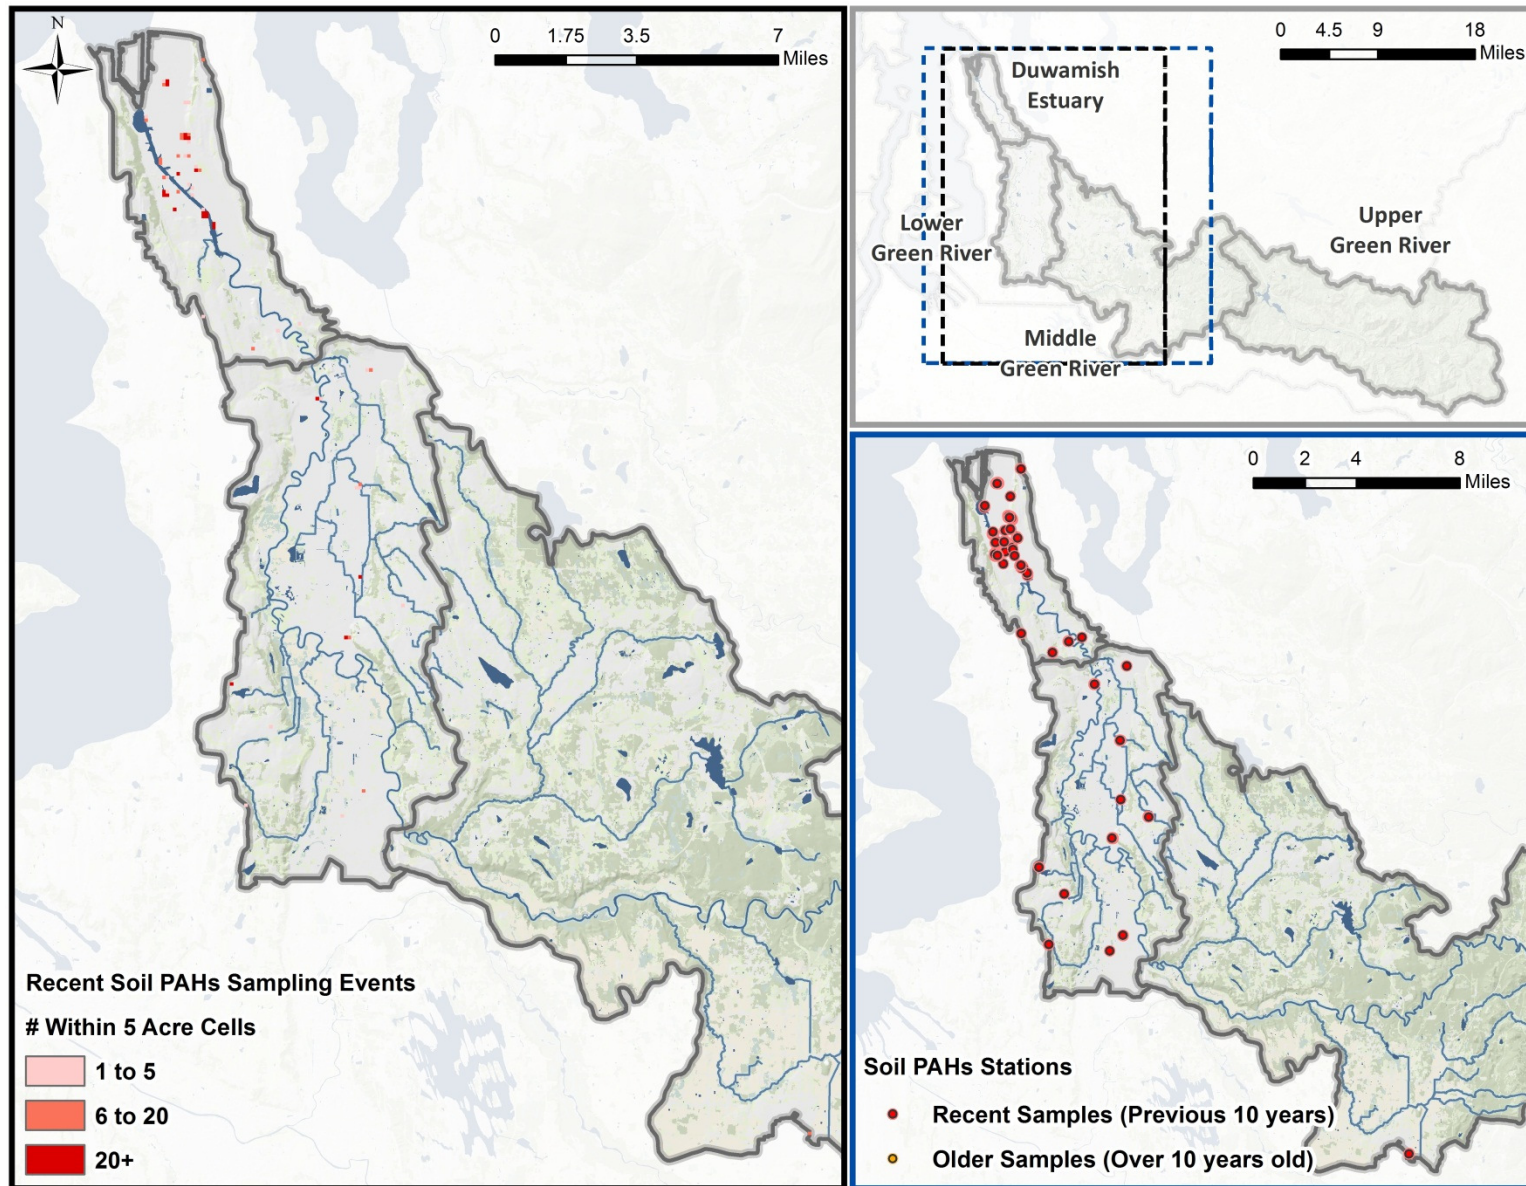 N
0 1.75 3.5 7
Miles
Recent Soil PAHs Sampling Events
# Within 5 Acre Cells
1 to 5
6 to 20
20+
0 4.5 9 18
Miles
Duwamish
Estuary
Lower
Green River
Upper
Green River
Middle
Green River
0 2 4 8
Miles
Soil PAHs Stations
Recent Samples (Previous 10 years)
Older Samples (Over 10 years old)